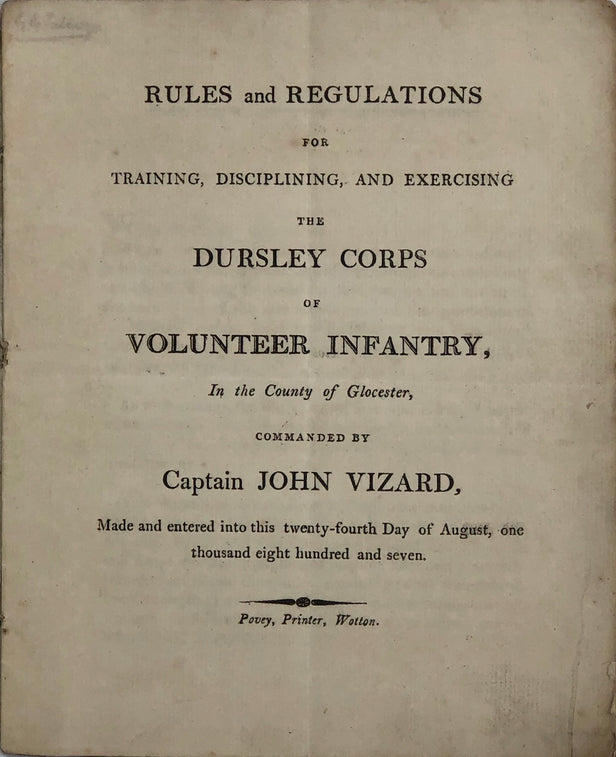 RULES and REGULATIONS
FOR
TRAINING, DISCIPLINING, AND EXERCISING
THE
DURSLEY CORPS
OF
VOLUNTEER INFANTRY,
In the County of Glocester,
COMMANDED BY
Captain JOHN VIZARD,
Made and entered into this twenty-fourth Day of August, one
thousand eight hundred and seven.
Povey, Printer, Wotton.